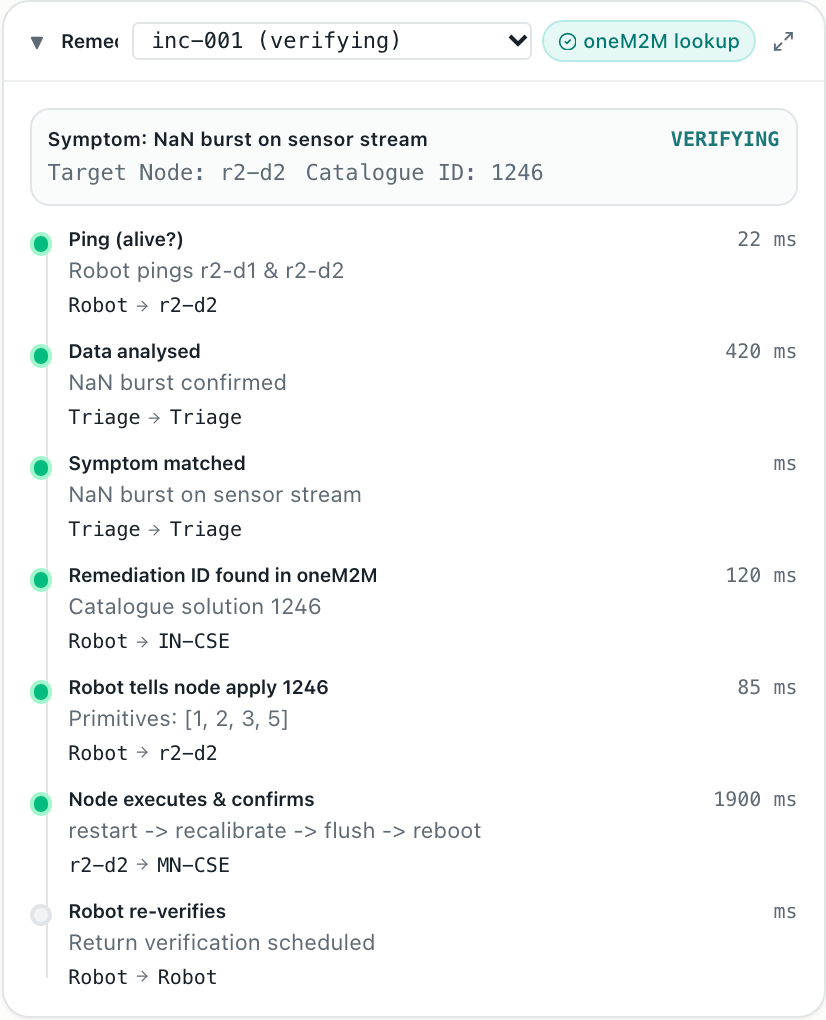 ▼ Remed inc-001 (verifying) oneM2M lookup
Symptom: NaN burst on sensor stream VERIFYING
Target Node: r2-d2 Catalogue ID: 1246
Ping (alive?) 22 ms
Robot pings r2-d1 & r2-d2
Robot → r2-d2
Data analysed 420 ms
NaN burst confirmed
Triage → Triage
Symptom matched ms
NaN burst on sensor stream
Triage → Triage
Remediation ID found in oneM2M 120 ms
Catalogue solution 1246
Robot → IN-CSE
Robot tells node apply 1246 85 ms
Primitives: [1, 2, 3, 5]
Robot → r2-d2
Node executes & confirms 1900 ms
restart -> recalibrate -> flush -> reboot
r2-d2 → MN-CSE
Robot re-verifies ms
Return verification scheduled
Robot → Robot